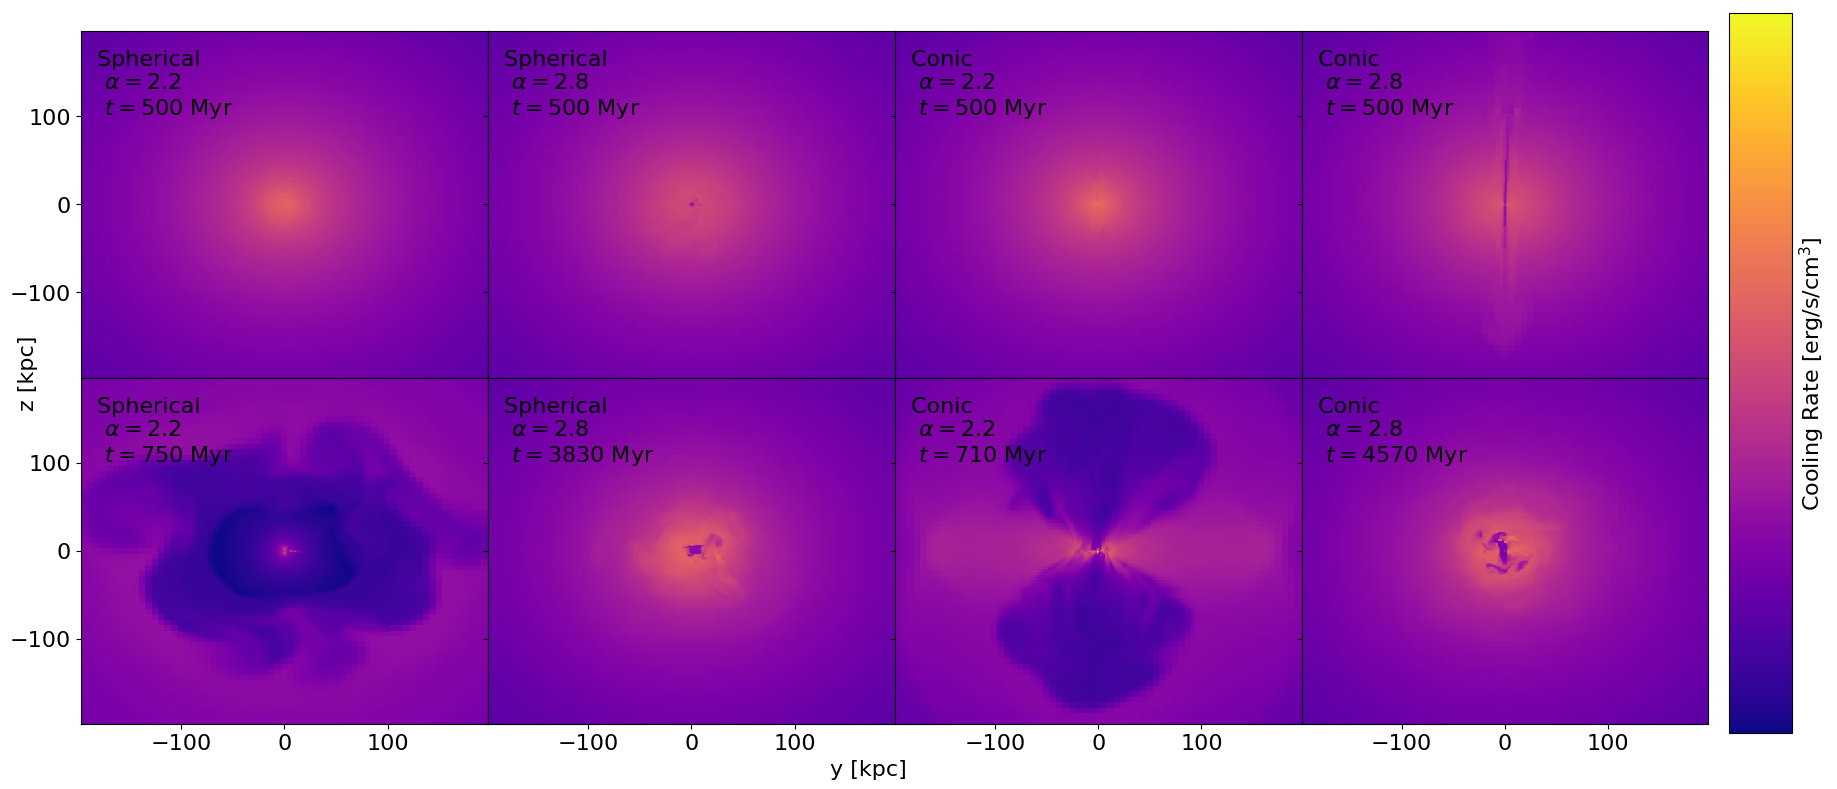 Spherical
α = 2.2
t = 500 Myr
Spherical
α = 2.8
t = 500 Myr
Conic
α = 2.2
t = 500 Myr
Conic
α = 2.8
t = 500 Myr
100
0
−100
Spherical
α = 2.2
t = 750 Myr
Spherical
α = 2.8
t = 3830 Myr
Conic
α = 2.2
t = 710 Myr
Conic
α = 2.8
t = 4570 Myr
100
0
−100
z [kpc]
−100 0 100 −100 0 100 −100 0 100 −100 0 100
y [kpc]
Cooling Rate [erg/s/cm³]